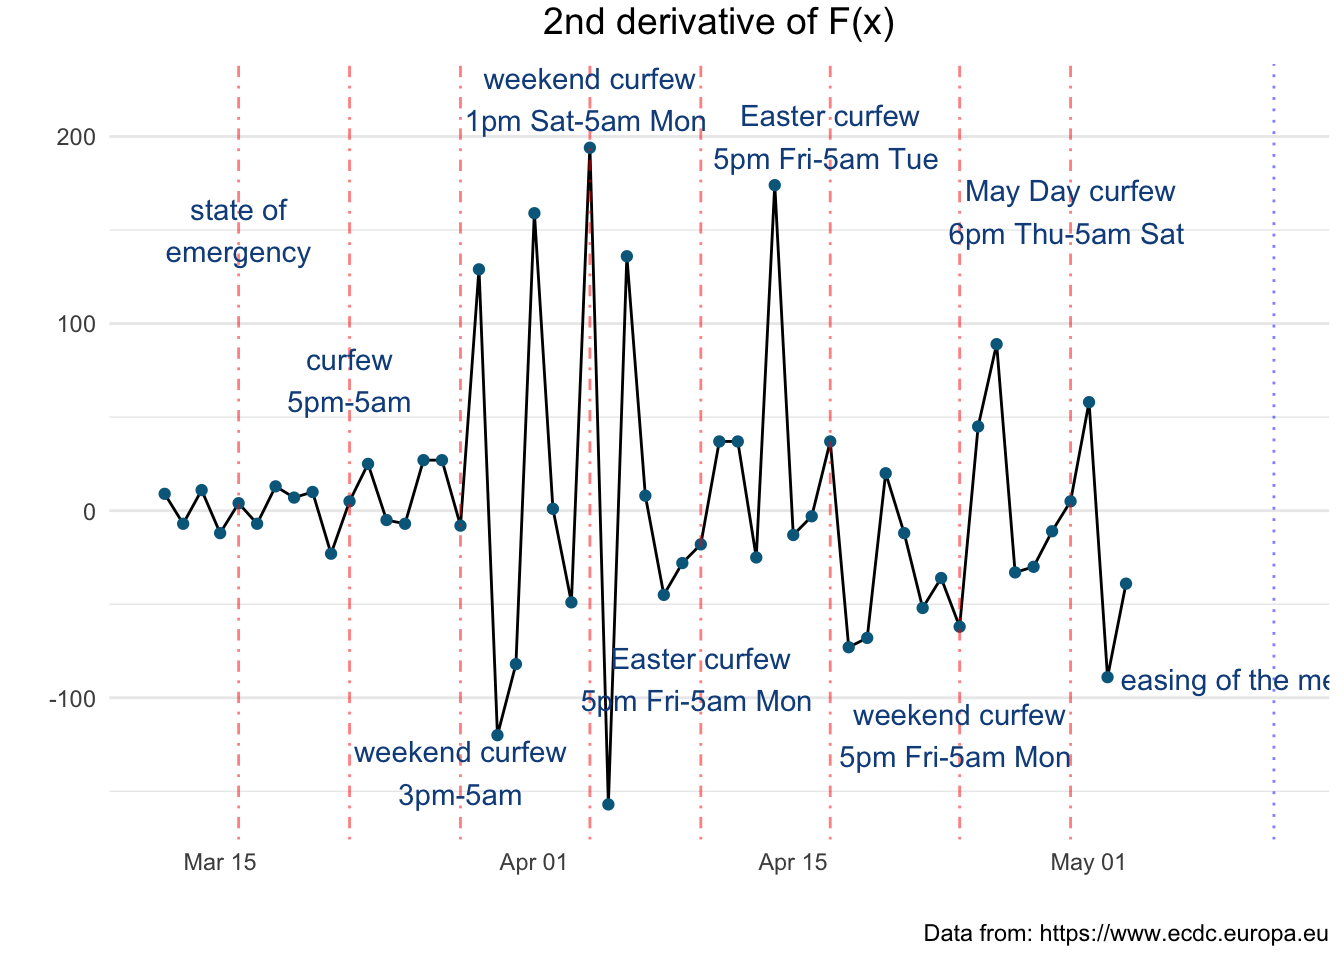 2nd derivative of F(x)
weekend curfew
1pm Sat-5am Mon
Easter curfew
5pm Fri-5am Tue
May Day curfew
6pm Thu-5am Sat
state of
emergency
curfew
5pm-5am
Easter curfew
5pm Fri-5am Mon
easing of the me
weekend curfew
5pm Fri-5am Mon
weekend curfew
3pm-5am
200
100
0
-100
Mar 15
Apr 01
Apr 15
May 01
Data from: https://www.ecdc.europa.eu